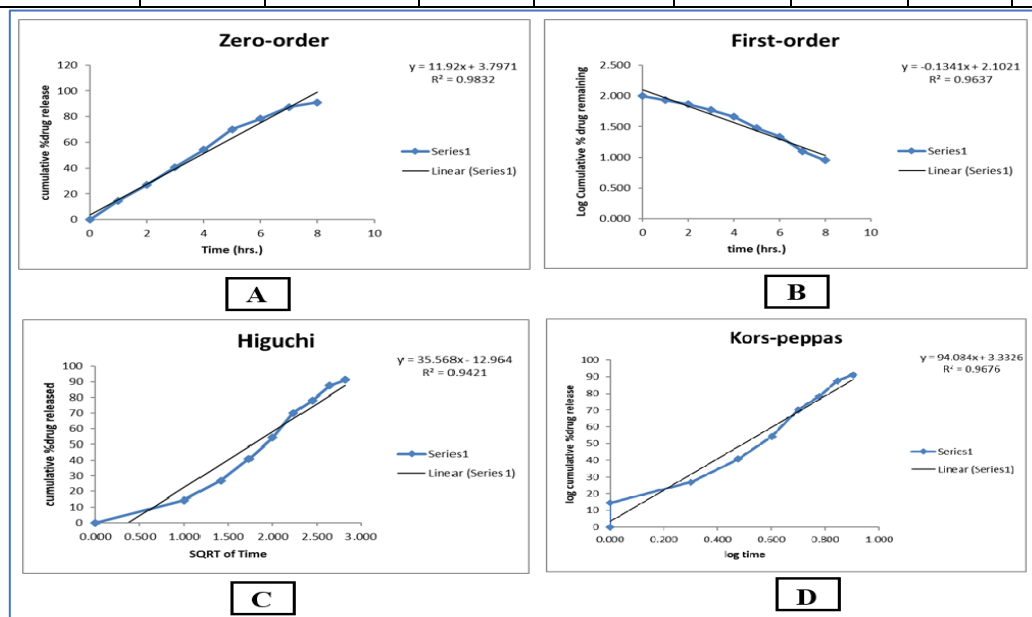 Zero-order
y = 11.92x + 3.7971
R² = 0.9832
cumulative %drug release
120
100
80
60
40
20
0
0 2 4 6 8 10
Time (hrs.)
Series1
Linear (Series1)
A
First-order
y = -0.1341x + 2.1021
R² = 0.9637
Log Cumulative % drug remaining
2.500
2.000
1.500
1.000
0.500
0.000
0 2 4 6 8 10
time (hrs.)
Series1
Linear (Series1)
B
Higuchi
y = 35.568x - 12.964
R² = 0.9421
cumulative %drug released
100
90
80
70
60
50
40
30
20
10
0
0.000 0.500 1.000 1.500 2.000 2.500 3.000
SQRT of Time
Series1
Linear (Series1)
C
Kors-peppas
y = 94.084x + 3.3326
R² = 0.9676
log cumulative %drug release
100
90
80
70
60
50
40
30
20
10
0
0.000 0.200 0.400 0.600 0.800 1.000
log time
Series1
Linear (Series1)
D